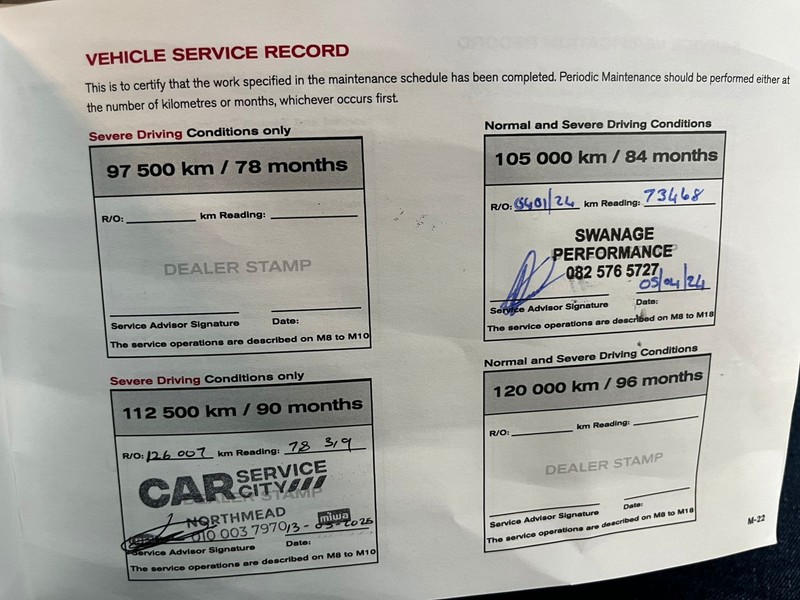 VEHICLE SERVICE RECORD
This is to certify that the work specified in the maintenance schedule has been completed. Periodic Maintenance should be performed either at
the number of kilometres or months, whichever occurs first.
Severe Driving Conditions only
97 500 km / 78 months
R/O: km Reading:
DEALER STAMP
Service Advisor Signature Date:
The service operations are described on M8 to M10
Normal and Severe Driving Conditions
105 000 km / 84 months
R/O: 0401/24 km Reading: 73468
SWANAGE
PERFORMANCE
082 576 5727
05/04/24
Service Advisor Signature Date:
The service operations are described on M8 to M18
Severe Driving Conditions only
112 500 km / 90 months
R/O: 126 007 km Reading: 78 319
CAR SERVICE CITY
DEALER STAMP
NORTHMEAD
miwa
010 003 7970
Service Advisor Signature Date:
The service operations are described on M8 to M10
Normal and Severe Driving Conditions
120 000 km / 96 months
R/O: km Reading:
DEALER STAMP
Service Advisor Signature Date:
The service operations are described on M8 to M18
M-22